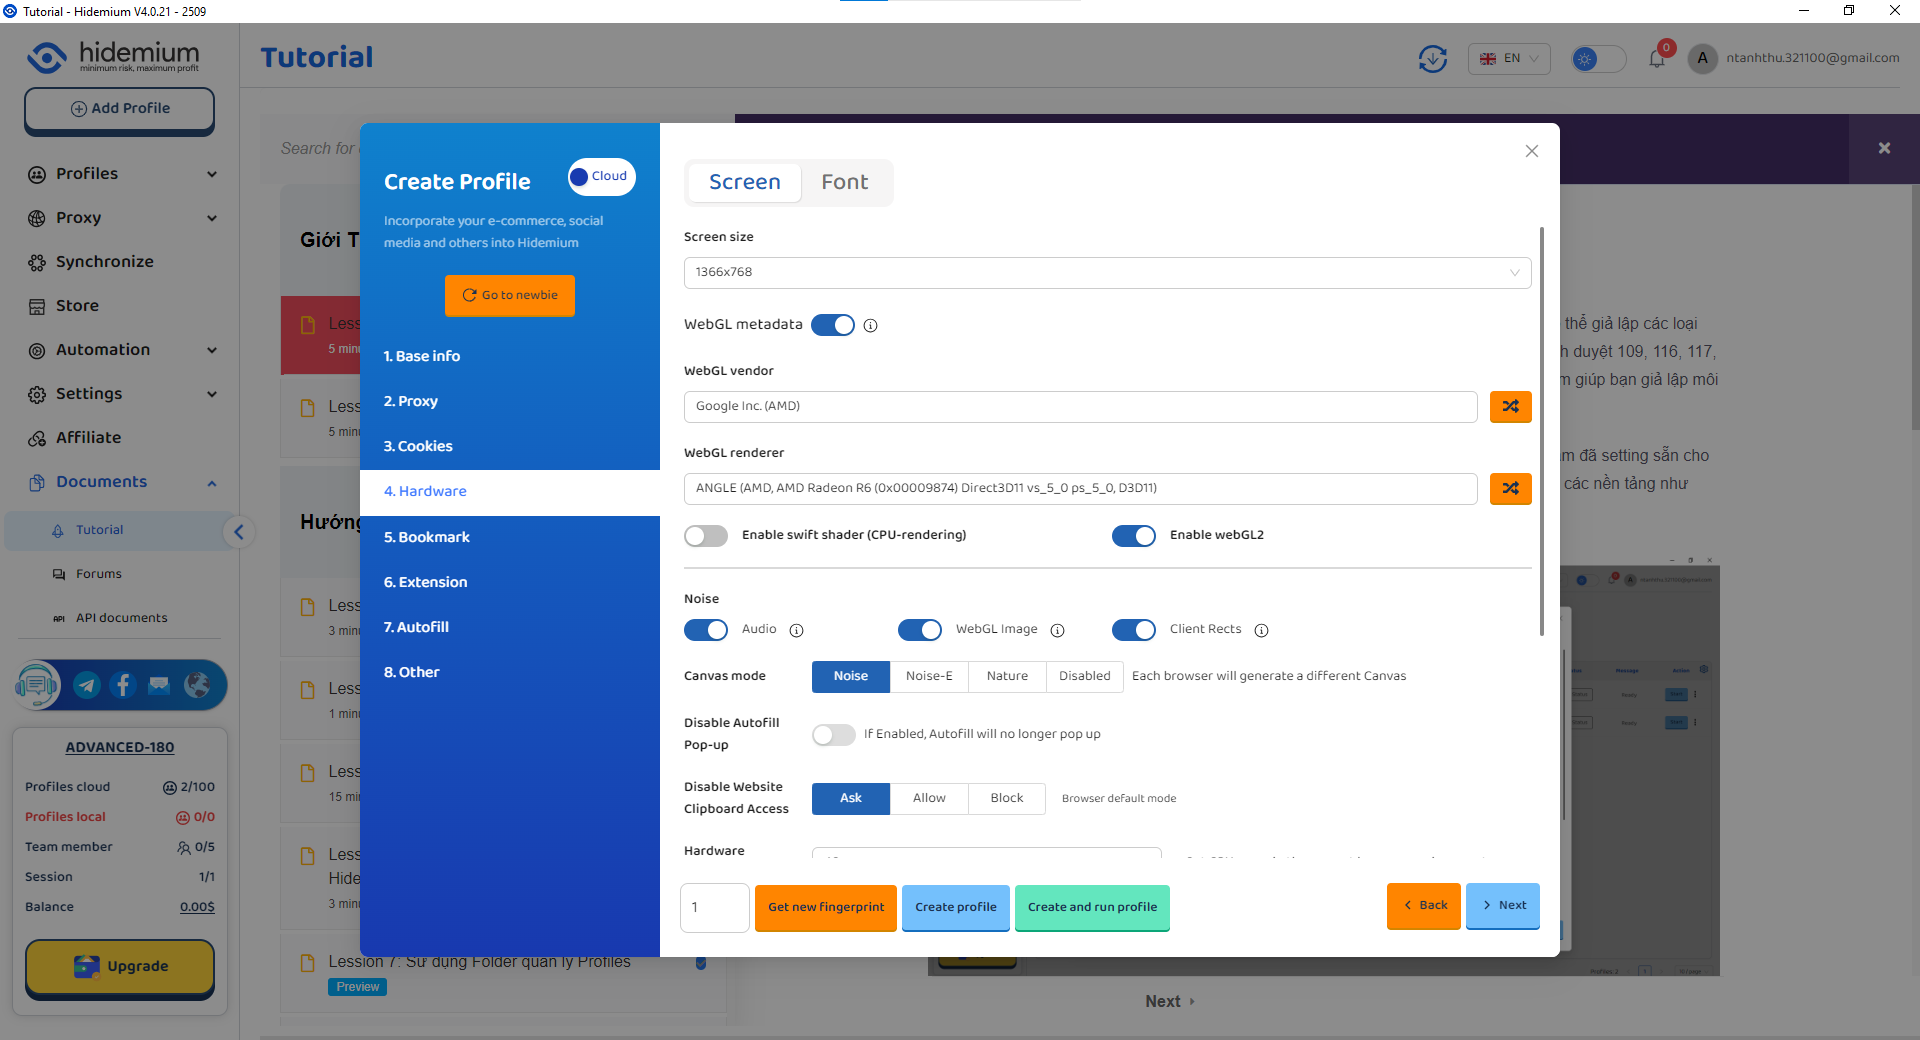 Tutorial - Hidemium V4.0.21 - 2509
hidemium
minimum risk, maximum profit
Add Profile
Profiles
Proxy
Synchronize
Store
Automation
Settings
Affiliate
Documents
Tutorial
Forums
API documents
ADVANCED-180
Profiles cloud 2/100
Profiles local 0/0
Team member 0/5
Session 1/1
Balance 0.00$
Upgrade
Tutorial
EN
0
A
ntanhthu.321100@gmail.com
Search for
Giới T
Less
5 min
Less
5 min
Hướng
Less
3 min
Less
1 min
Less
15 min
Less
Hide
3 min
Lession 7: Sử dụng Folder quản lý Profiles
Preview
Create Profile
Cloud
Incorporate your e-commerce, social
media and others into Hidemium
Go to newbie
1. Base info
2. Proxy
3. Cookies
4. Hardware
5. Bookmark
6. Extension
7. Autofill
8. Other
Screen Font
Screen size
1366x768
WebGL metadata
WebGL vendor
Google Inc. (AMD)
WebGL renderer
ANGLE (AMD, AMD Radeon R6 (0x00009874) Direct3D11 vs_5_0 ps_5_0, D3D11)
Enable swift shader (CPU-rendering) Enable webGL2
Noise
Audio WebGL Image Client Rects
Canvas mode Noise Noise-E Nature Disabled Each browser will generate a different Canvas
Disable Autofill
Pop-up
If Enabled, Autofill will no longer pop up
Disable Website
Clipboard Access
Ask Allow Block Browser default mode
Hardware
1 Get new fingerprint Create profile Create and run profile Back Next
thể giả lập các loại
h duyệt 109, 116, 117,
m giúp bạn giả lập môi
ım đã setting sẵn cho
các nền tảng như
Message Action
Ready Start
Ready Start
Next